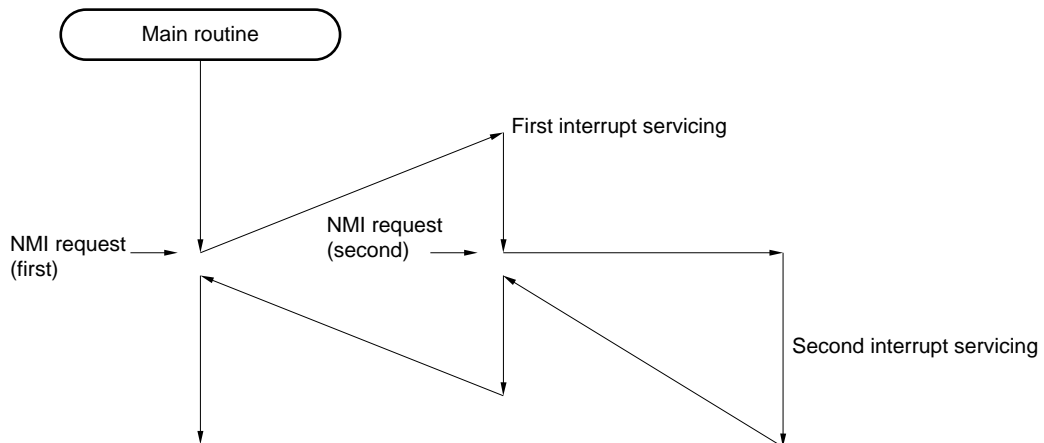 Main routine
First interrupt servicing
NMI request
(first)
NMI request
(second)
Second interrupt servicing